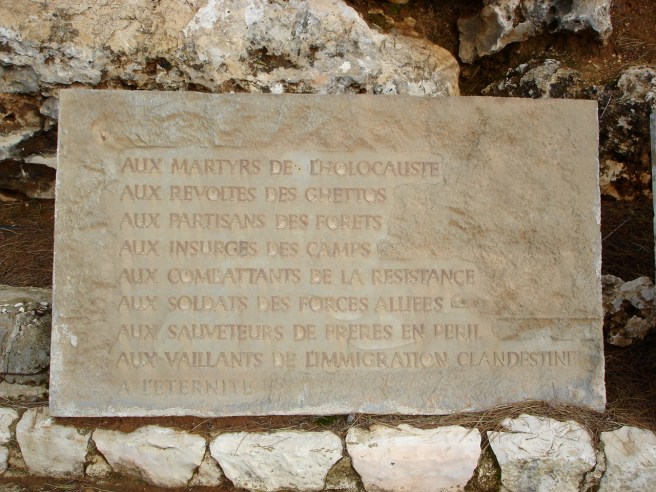 AUX MARTYRS DE L'HOLOCAUSTE
AUX REVOLTES DES GHETTOS
AUX PARTISANS DES FORETS
AUX INSURGES DES CAMPS
AUX COMBATTANTS DE LA RESISTANCE
AUX SOLDATS DES FORCES ALLIEES
AUX SAUVETEURS DE FRERES EN PERIL
AUX VAILLANTS DE L'IMMIGRATION CLANDESTINE
A L'ETERNITE